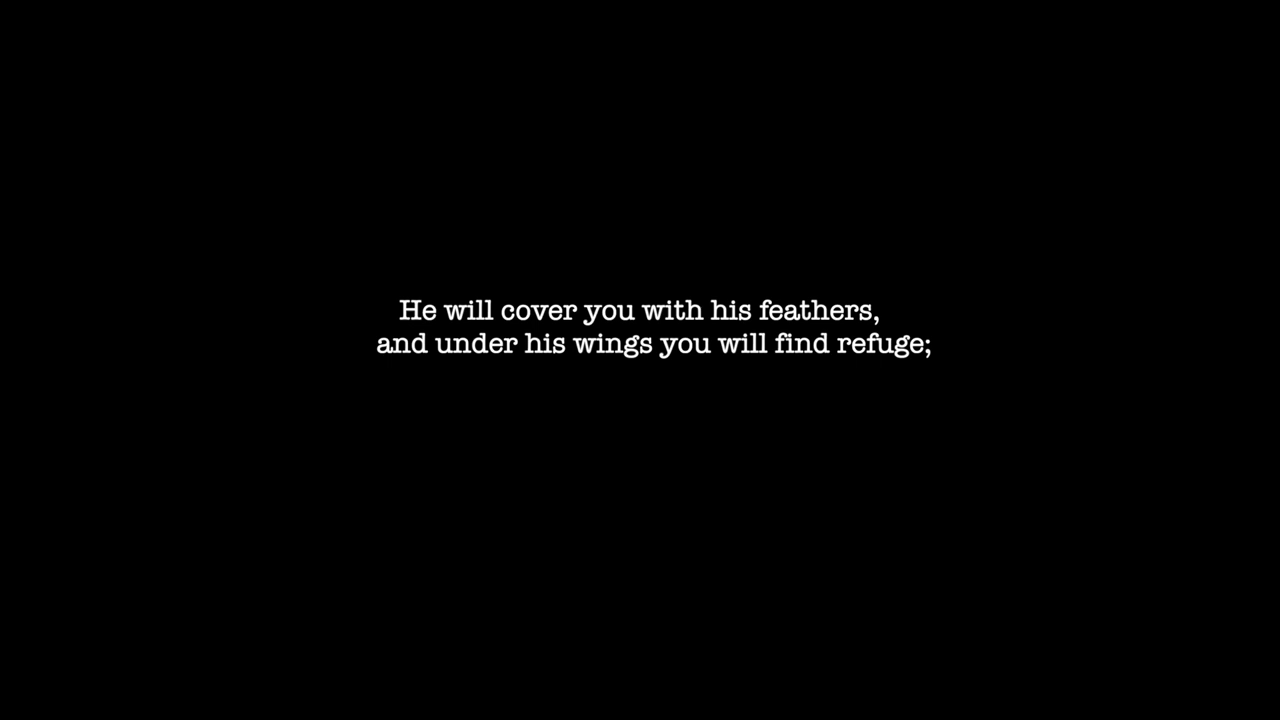 He will cover you with his feathers,
and under his wings you will find refuge;